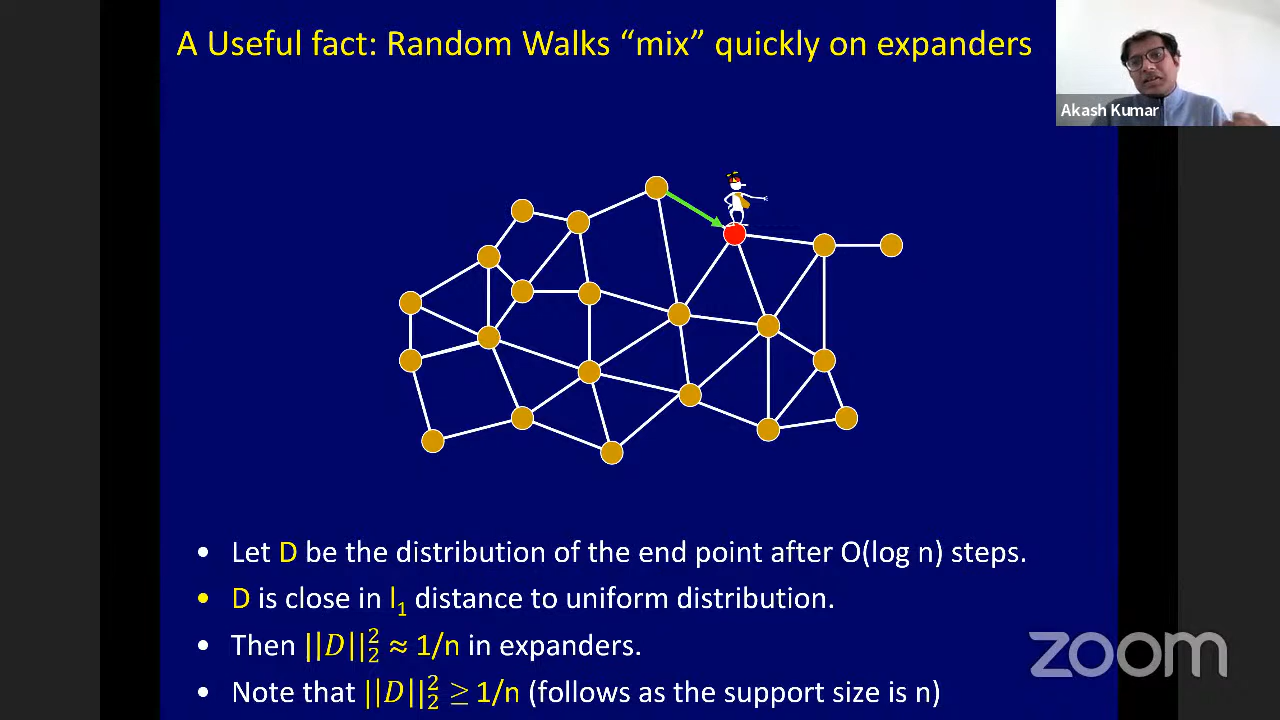 A Useful fact: Random Walks “mix” quickly on expanders
Akash Kumar
• Let D be the distribution of the end point after O(log n) steps.
• D is close in l₁ distance to uniform distribution.
• Then ||D||₂² ≈ 1/n in expanders.
• Note that ||D||₂² ≥ 1/n (follows as the support size is n)
zoom